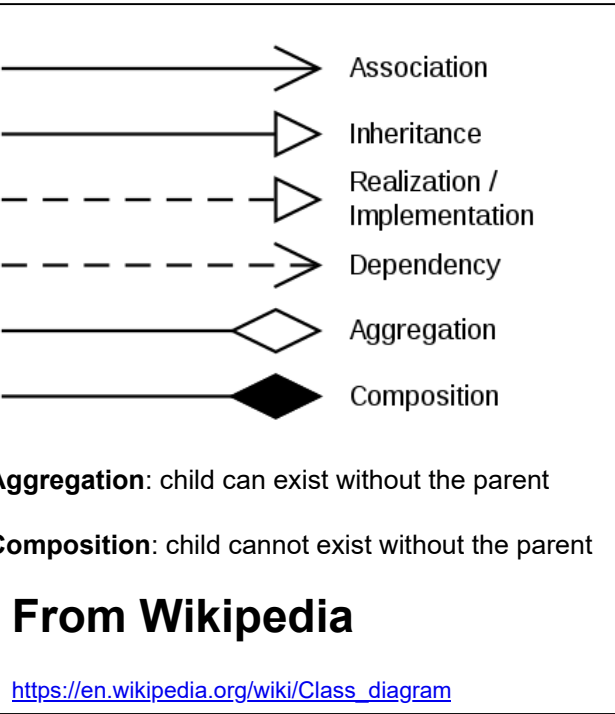 Association
Inheritance
Realization /
Implementation
Dependency
Aggregation
Composition
Aggregation: child can exist without the parent
Composition: child cannot exist without the parent
From Wikipedia
https://en.wikipedia.org/wiki/Class_diagram